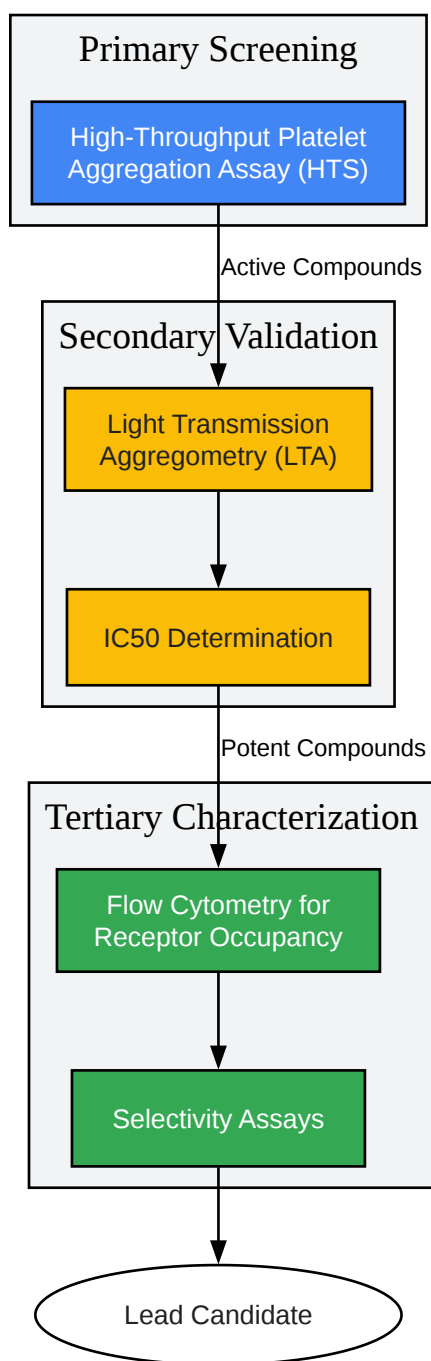 Primary Screening
High-Throughput Platelet
Aggregation Assay (HTS)
Active Compounds
Secondary Validation
Light Transmission
Aggregometry (LTA)
IC50 Determination
Potent Compounds
Tertiary Characterization
Flow Cytometry for
Receptor Occupancy
Selectivity Assays
Lead Candidate